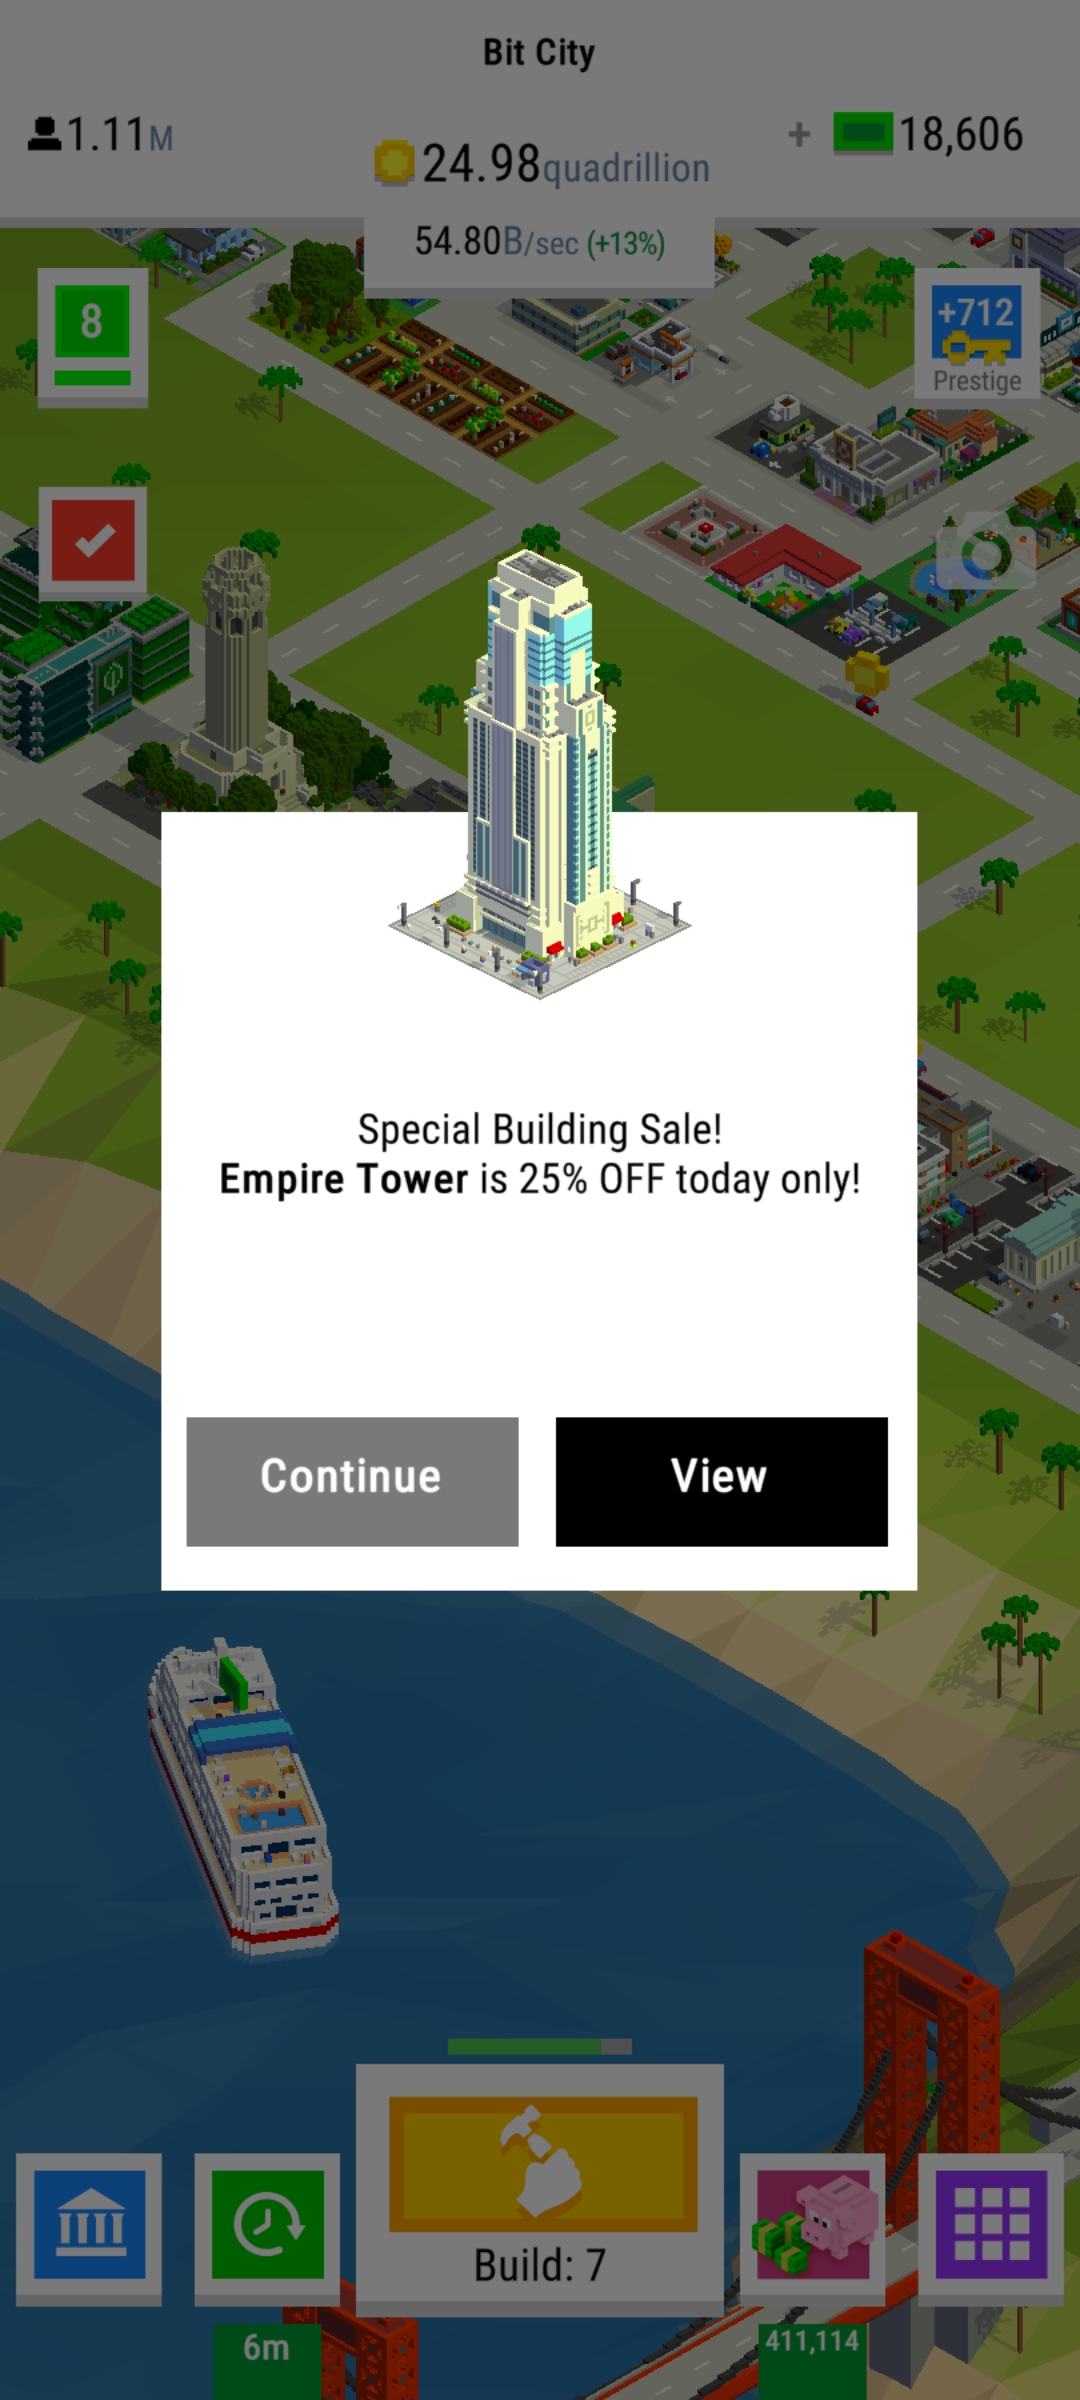 Bit City
1.11M
24.98quadrillion
+ 18,606
54.80B/sec (+13%)
8
+712
Prestige
Special Building Sale!
Empire Tower is 25% OFF today only!
Continue
View
Build: 7
6m
411,114